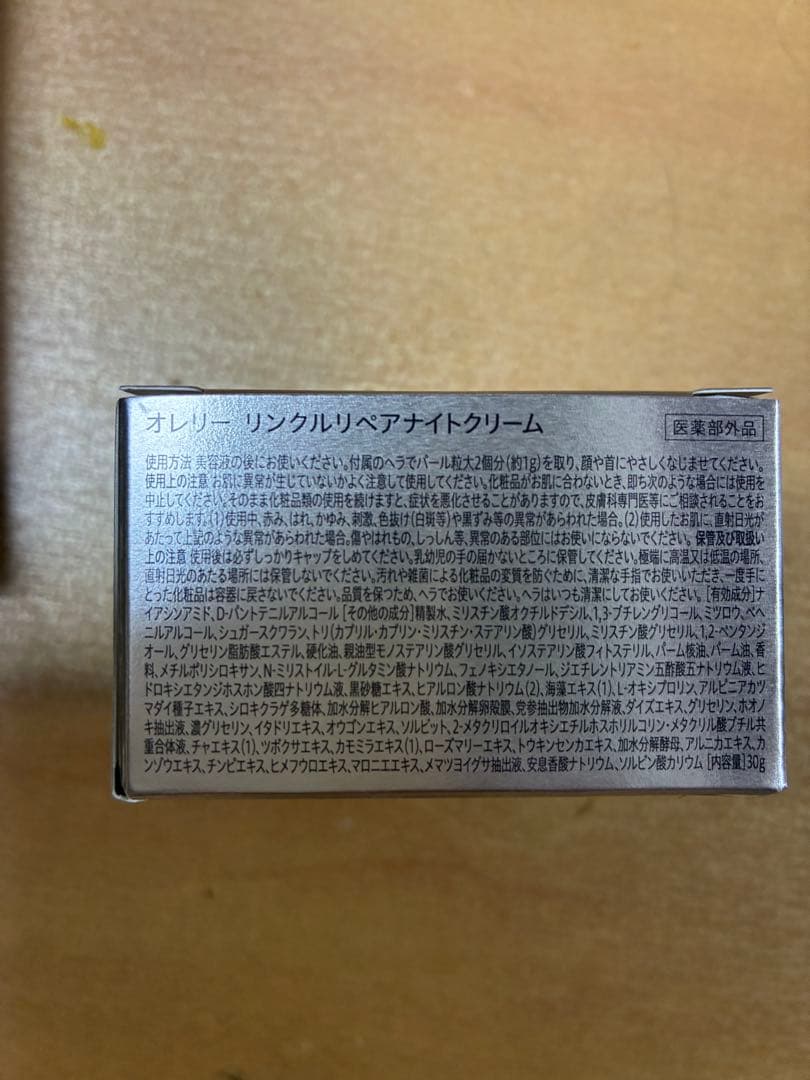 オレリー リンクルリペアナイトクリーム
医薬部外品
使用方法 美容液の後にお使いください。付属のヘラでパール粒大2個分(約1g)を取り、顔や首にやさしくなじませてください。
使用上の注意 お肌に異常が生じていないかよく注意して使用してください。化粧品がお肌に合わないとき、即ち次のような場合には使用を
中止してください。そのまま化粧品類の使用を続けますと、症状を悪化させることがありますので、皮膚科専門医等にご相談されることをお
すすめします。(1)使用中、赤み、はれ、かゆみ、刺激、色抜け(白斑等)や黒ずみ等の異常があらわれた場合。(2)使用したお肌に、直射日光が
あたって上記のような異常があらわれた場合。傷やはれもの、しっしん等、異常のある部位にはお使いにならないでください。保管及び取扱い
上の注意 使用後は必ずしっかりキャップをしめてください。乳幼児の手の届かないところに保管してください。極端に高温又は低温の場所、
直射日光のあたる場所には保管しないでください。汚れや雑菌による化粧品の変質を防ぐために、清潔な手指でお使いいただき、一度手に
とった化粧品は容器に戻さないでください。品質を保つため、ヘラでお使いください。ヘラはいつも清潔にしてお使いください。[有効成分]ナ
イアシンアミド、D-パントテニルアルコール [その他の成分]精製水、ミリスチン酸オクチルドデシル、1,3-ブチレングリコール、ミツロウ、ベヘ
ニルアルコール、シュガースクワラン、トリ(カプリル・カプリン・ミリスチン・ステアリン酸)グリセリル、ミリスチン酸グリセリル、1,2-ペンタンジ
オール、グリセリン脂肪酸エステル、硬化油、親油型モノステアリン酸グリセリル、イソステアリン酸フィトステリル、パーム核油、パーム油、香
料、メチルポリシロキサン、N-ミリストイル-L-グルタミン酸ナトリウム、フェノキシエタノール、ジエチレントリアミン五酢酸五ナトリウム液、ヒ
ドロキシエタンジホスホン酸四ナトリウム液、黒砂糖エキス、ヒアルロン酸ナトリウム(2)、海藻エキス(1)、L-オキシプロリン、アルピニアカツ
マダイ種子エキス、シロキクラゲ多糖体、加水分解ヒアルロン酸、加水分解卵殻膜、党参抽出物加水分解液、ダイズエキス、グリセリン、ホオノ
キ抽出液、濃グリセリン、イタドリエキス、オウゴンエキス、ソルビット、2-メタクリロイルオキシエチルホスホリルコリン・メタクリル酸ブチル共
重合体液、チャエキス(1)、ツボクサエキス、カモミラエキス(1)、ローズマリーエキス、トウキンセンカエキス、加水分解酵母、アルニカエキス、カ
ンゾウエキス、チンピエキス、ヒメフウロエキス、マロニエエキス、メマツヨイグサ抽出液、安息香酸ナトリウム、ソルビン酸カリウム [内容量]30g